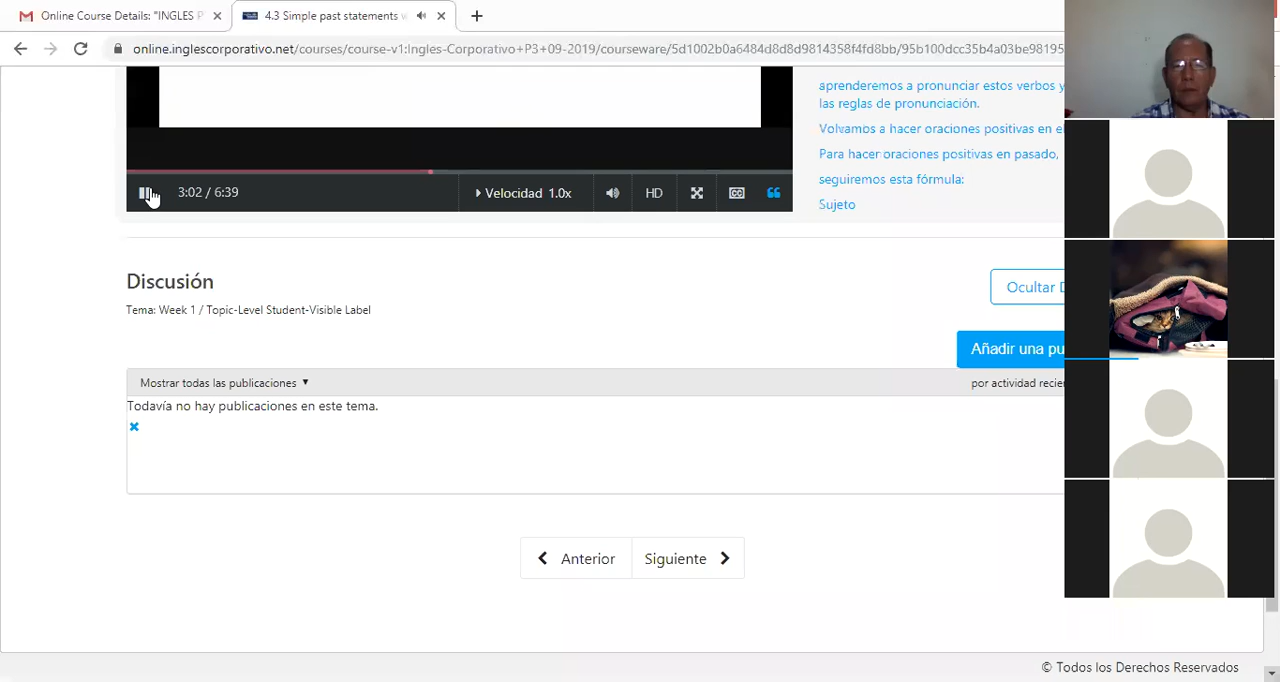 Online Course Details: "INGLES P
4.3 Simple past statements w
online.inglescorporativo.net/courses/course-v1:Ingles-Corporativo+P3+09-2019/courseware/5d1002b0a6484d8d8d9814358f4fd8bb/95b100dcc35b4a03be98195
aprenderemos a pronunciar estos verbos y
las reglas de pronunciación.
Volvamos a hacer oraciones positivas en el
Para hacer oraciones positivas en pasado,
seguiremos esta fórmula:
Sujeto
3:02 / 6:39
Velocidad 1.0x
HD
CC
Discusión
Ocultar D
Tema: Week 1 / Topic-Level Student-Visible Label
Añadir una pu
Mostrar todas las publicaciones
por actividad recien
Todavía no hay publicaciones en este tema.
Anterior
Siguiente
© Todos los Derechos Reservados